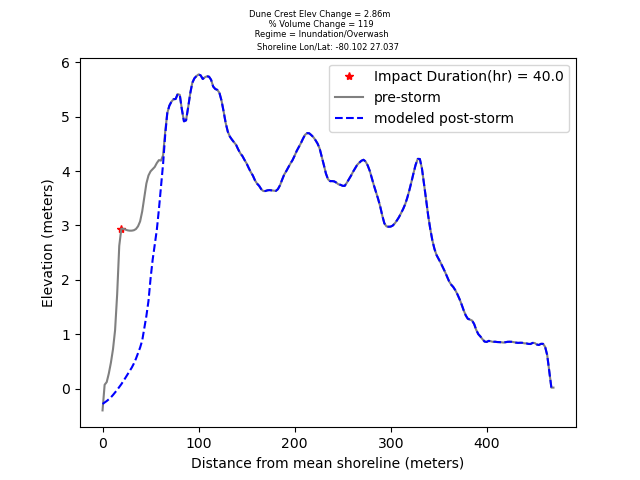 Dune Crest Elev Change = 2.86m
% Volume Change = 119
Regime = Inundation/Overwash
Shoreline Lon/Lat: -80.102 27.037
Impact Duration(hr) = 40.0
pre-storm
modeled post-storm
6
5
4
3
2
1
0
Elevation (meters)
0 100 200 300 400
Distance from mean shoreline (meters)